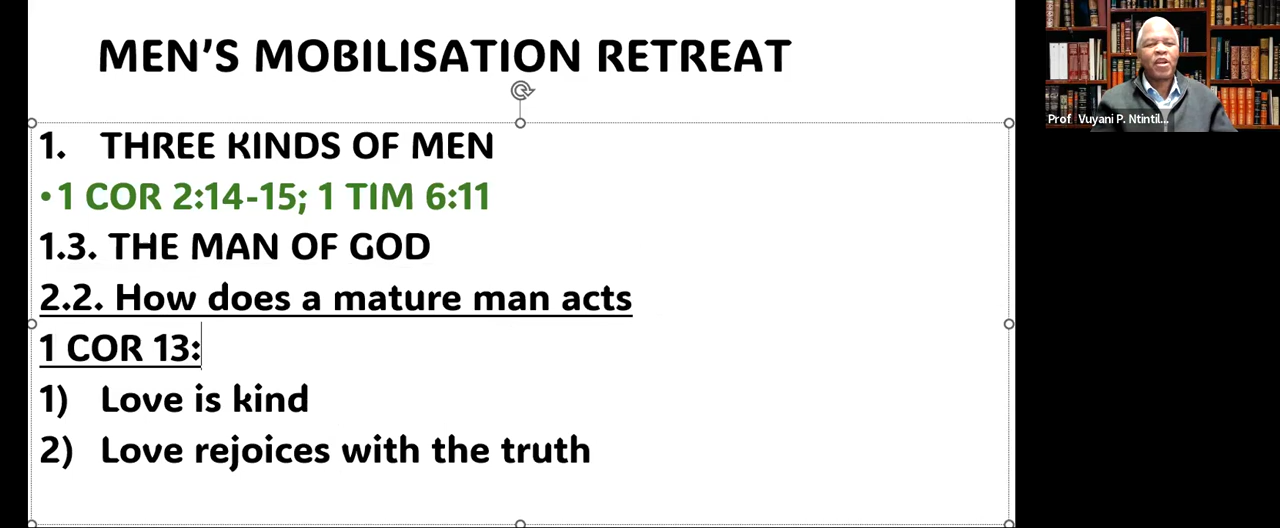 MEN'S MOBILISATION RETREAT
1. THREE KINDS OF MEN
• 1 COR 2:14-15; 1 TIM 6:11
1.3. THE MAN OF GOD
2.2. How does a mature man acts
1 COR 13:
1) Love is kind
2) Love rejoices with the truth
Prof Vuyani P. Ntintil...